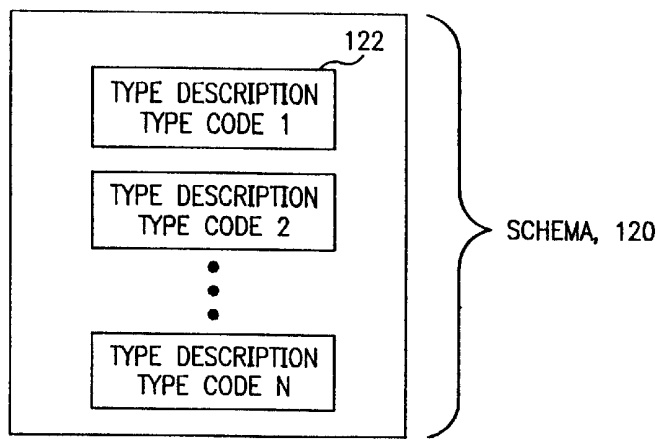 122
TYPE DESCRIPTION
TYPE CODE 1
TYPE DESCRIPTION
TYPE CODE 2
SCHEMA, 120
TYPE DESCRIPTION
TYPE CODE N